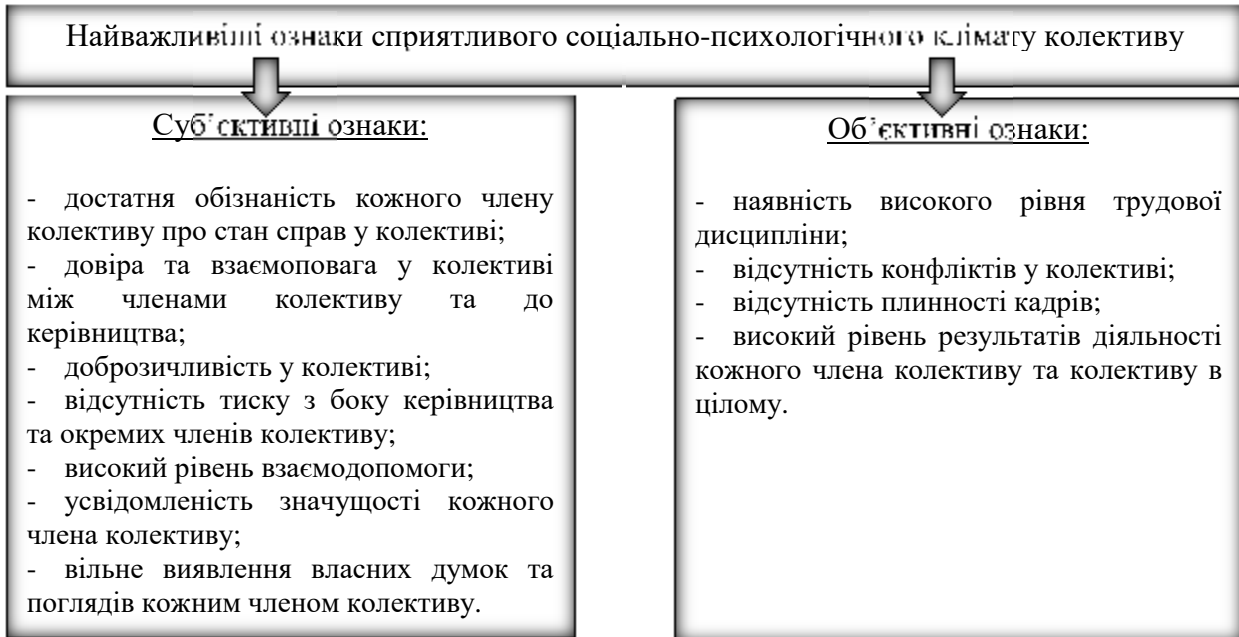 Найважливіші ознаки сприятливого соціально-психологічного клімату колективу
Суб’єктивні ознаки:
- достатня обізнаність кожного члену
колективу про стан справ у колективі;
- довіра та взаємоповага у колективі
між членами колективу та до
керівництва;
- доброзичливість у колективі;
- відсутність тиску з боку керівництва
та окремих членів колективу;
- високий рівень взаємодопомоги;
- усвідомленість значущості кожного
члена колективу;
- вільне виявлення власних думок та
поглядів кожним членом колективу.
Об’єктивні ознаки:
- наявність високого рівня трудової
дисципліни;
- відсутність конфліктів у колективі;
- відсутність плинності кадрів;
- високий рівень результатів діяльності
кожного члена колективу та колективу в
цілому.